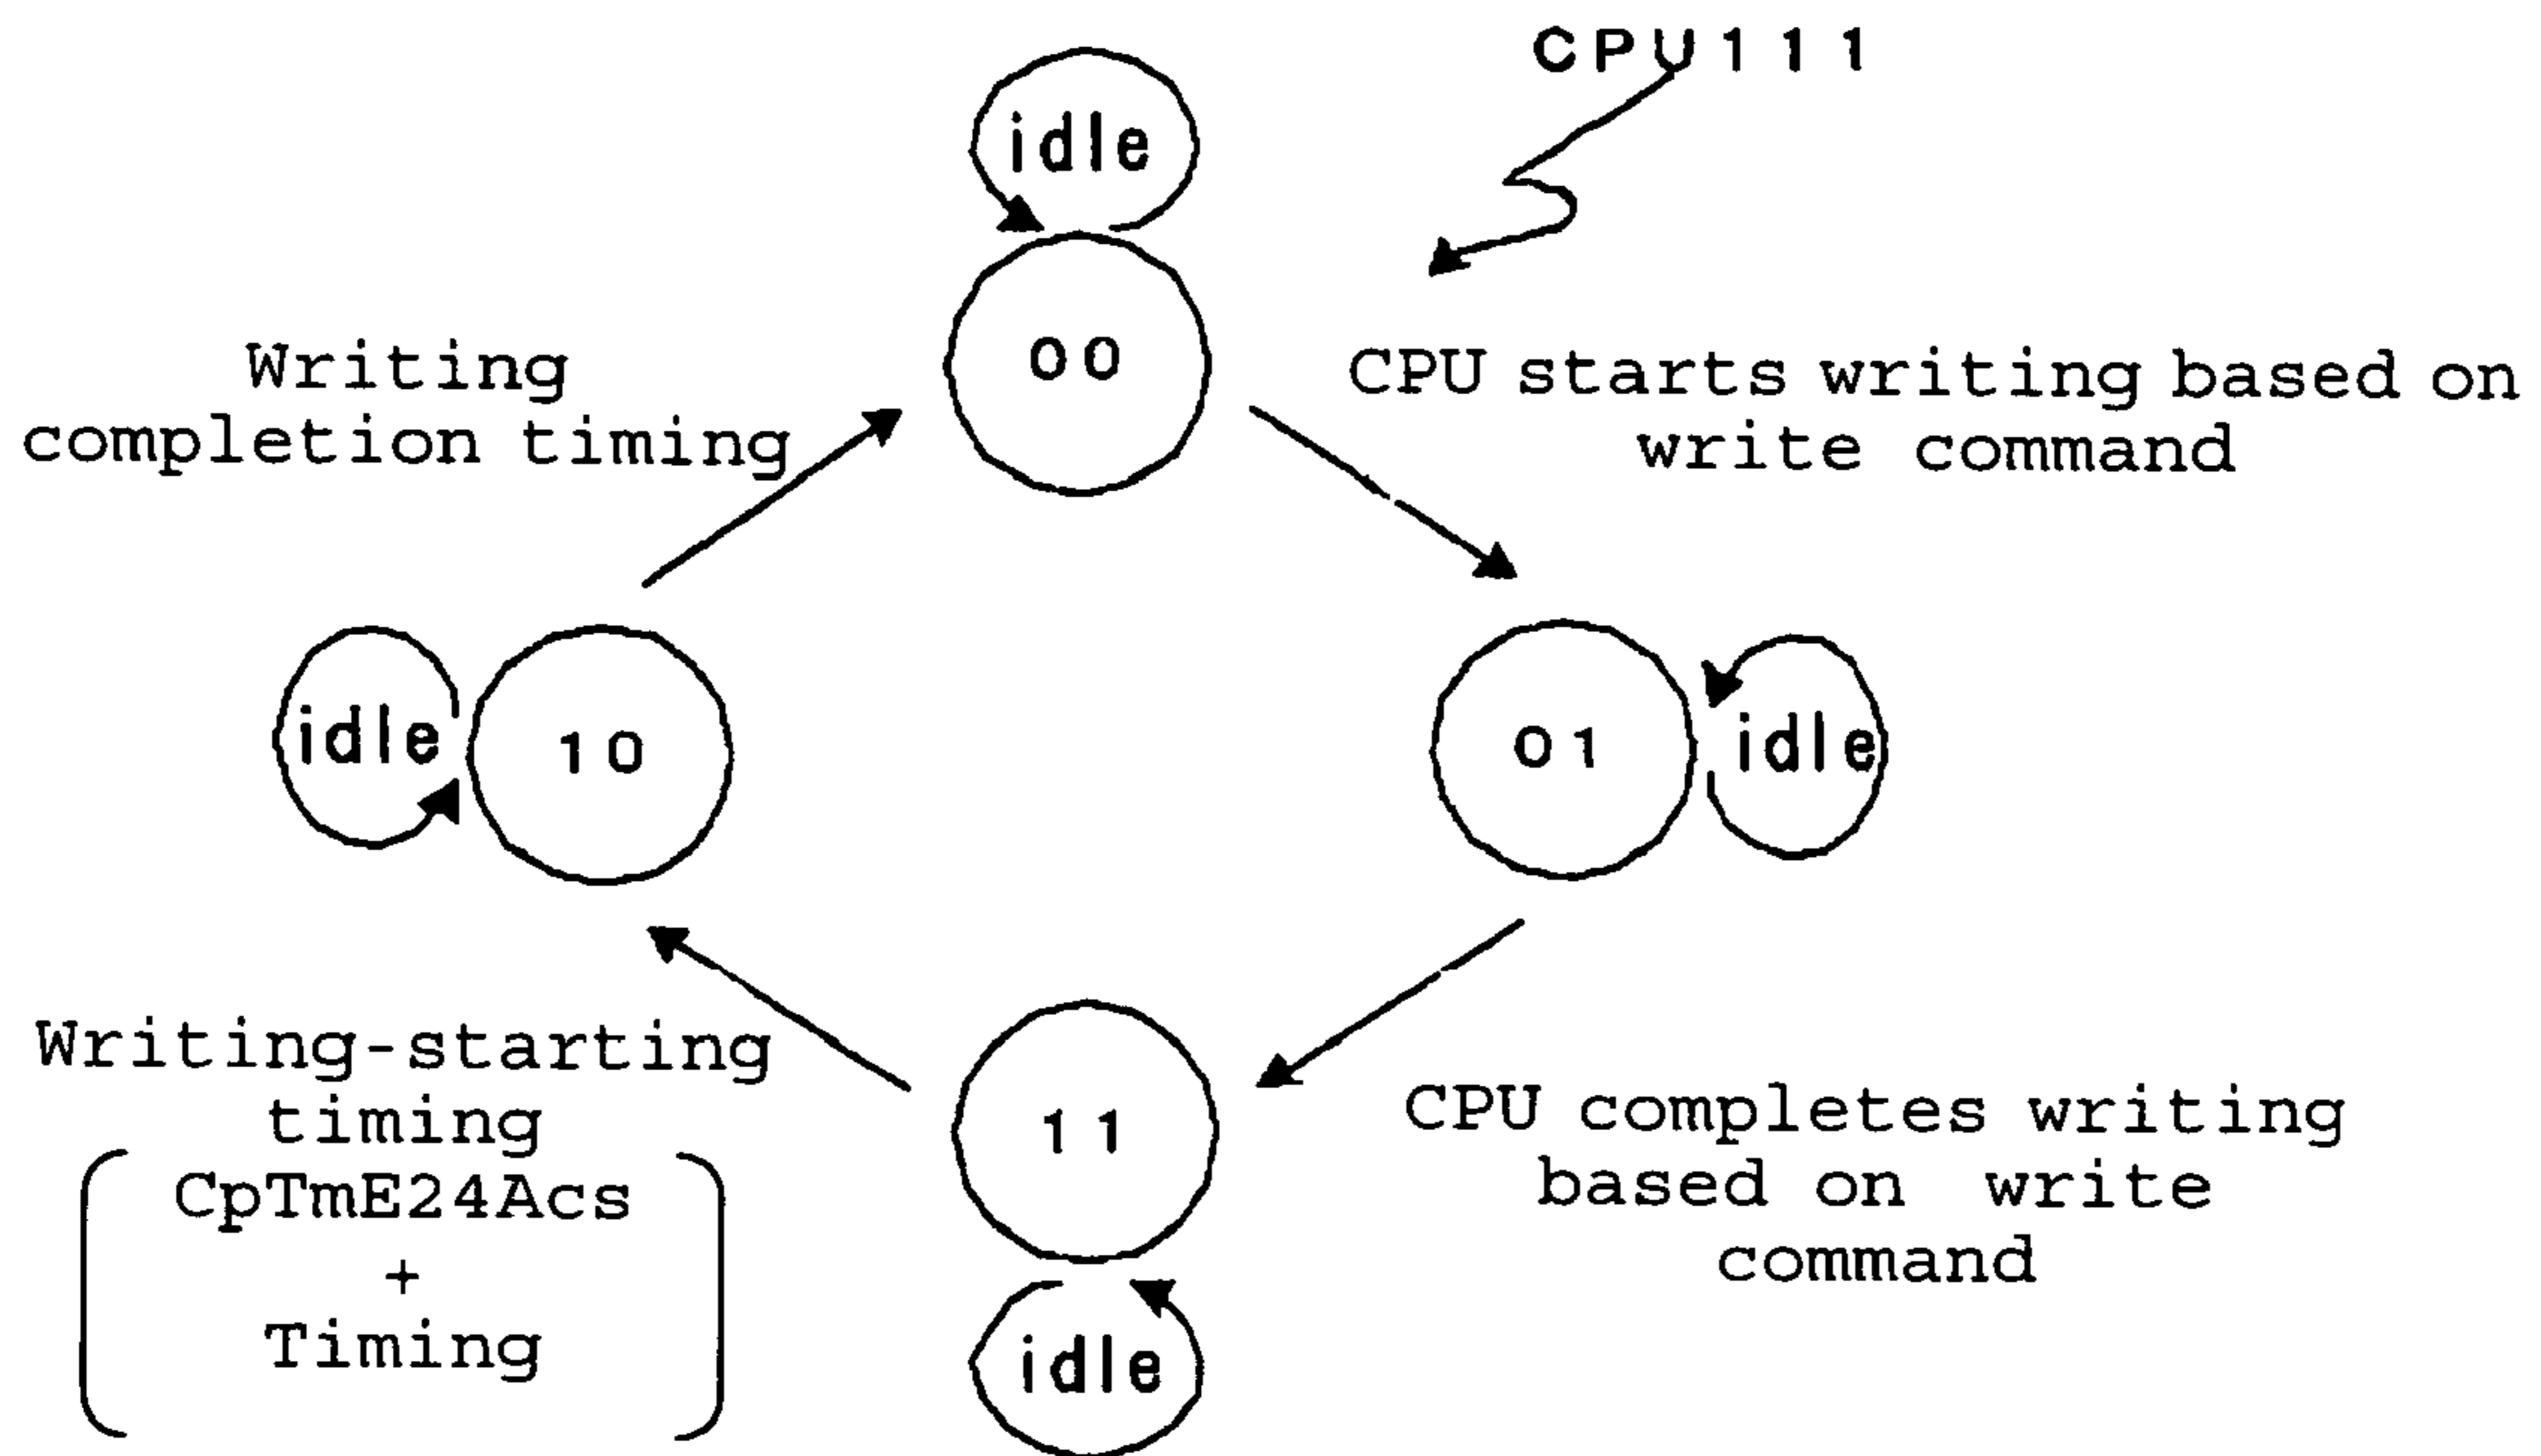 CPU111
idle
00
Writing
completion timing
CPU starts writing based on
write command
idle
10
01
idle
Writing-starting
timing
CpTmE24Acs
+
Timing
11
idle
CPU completes writing
based on write
command